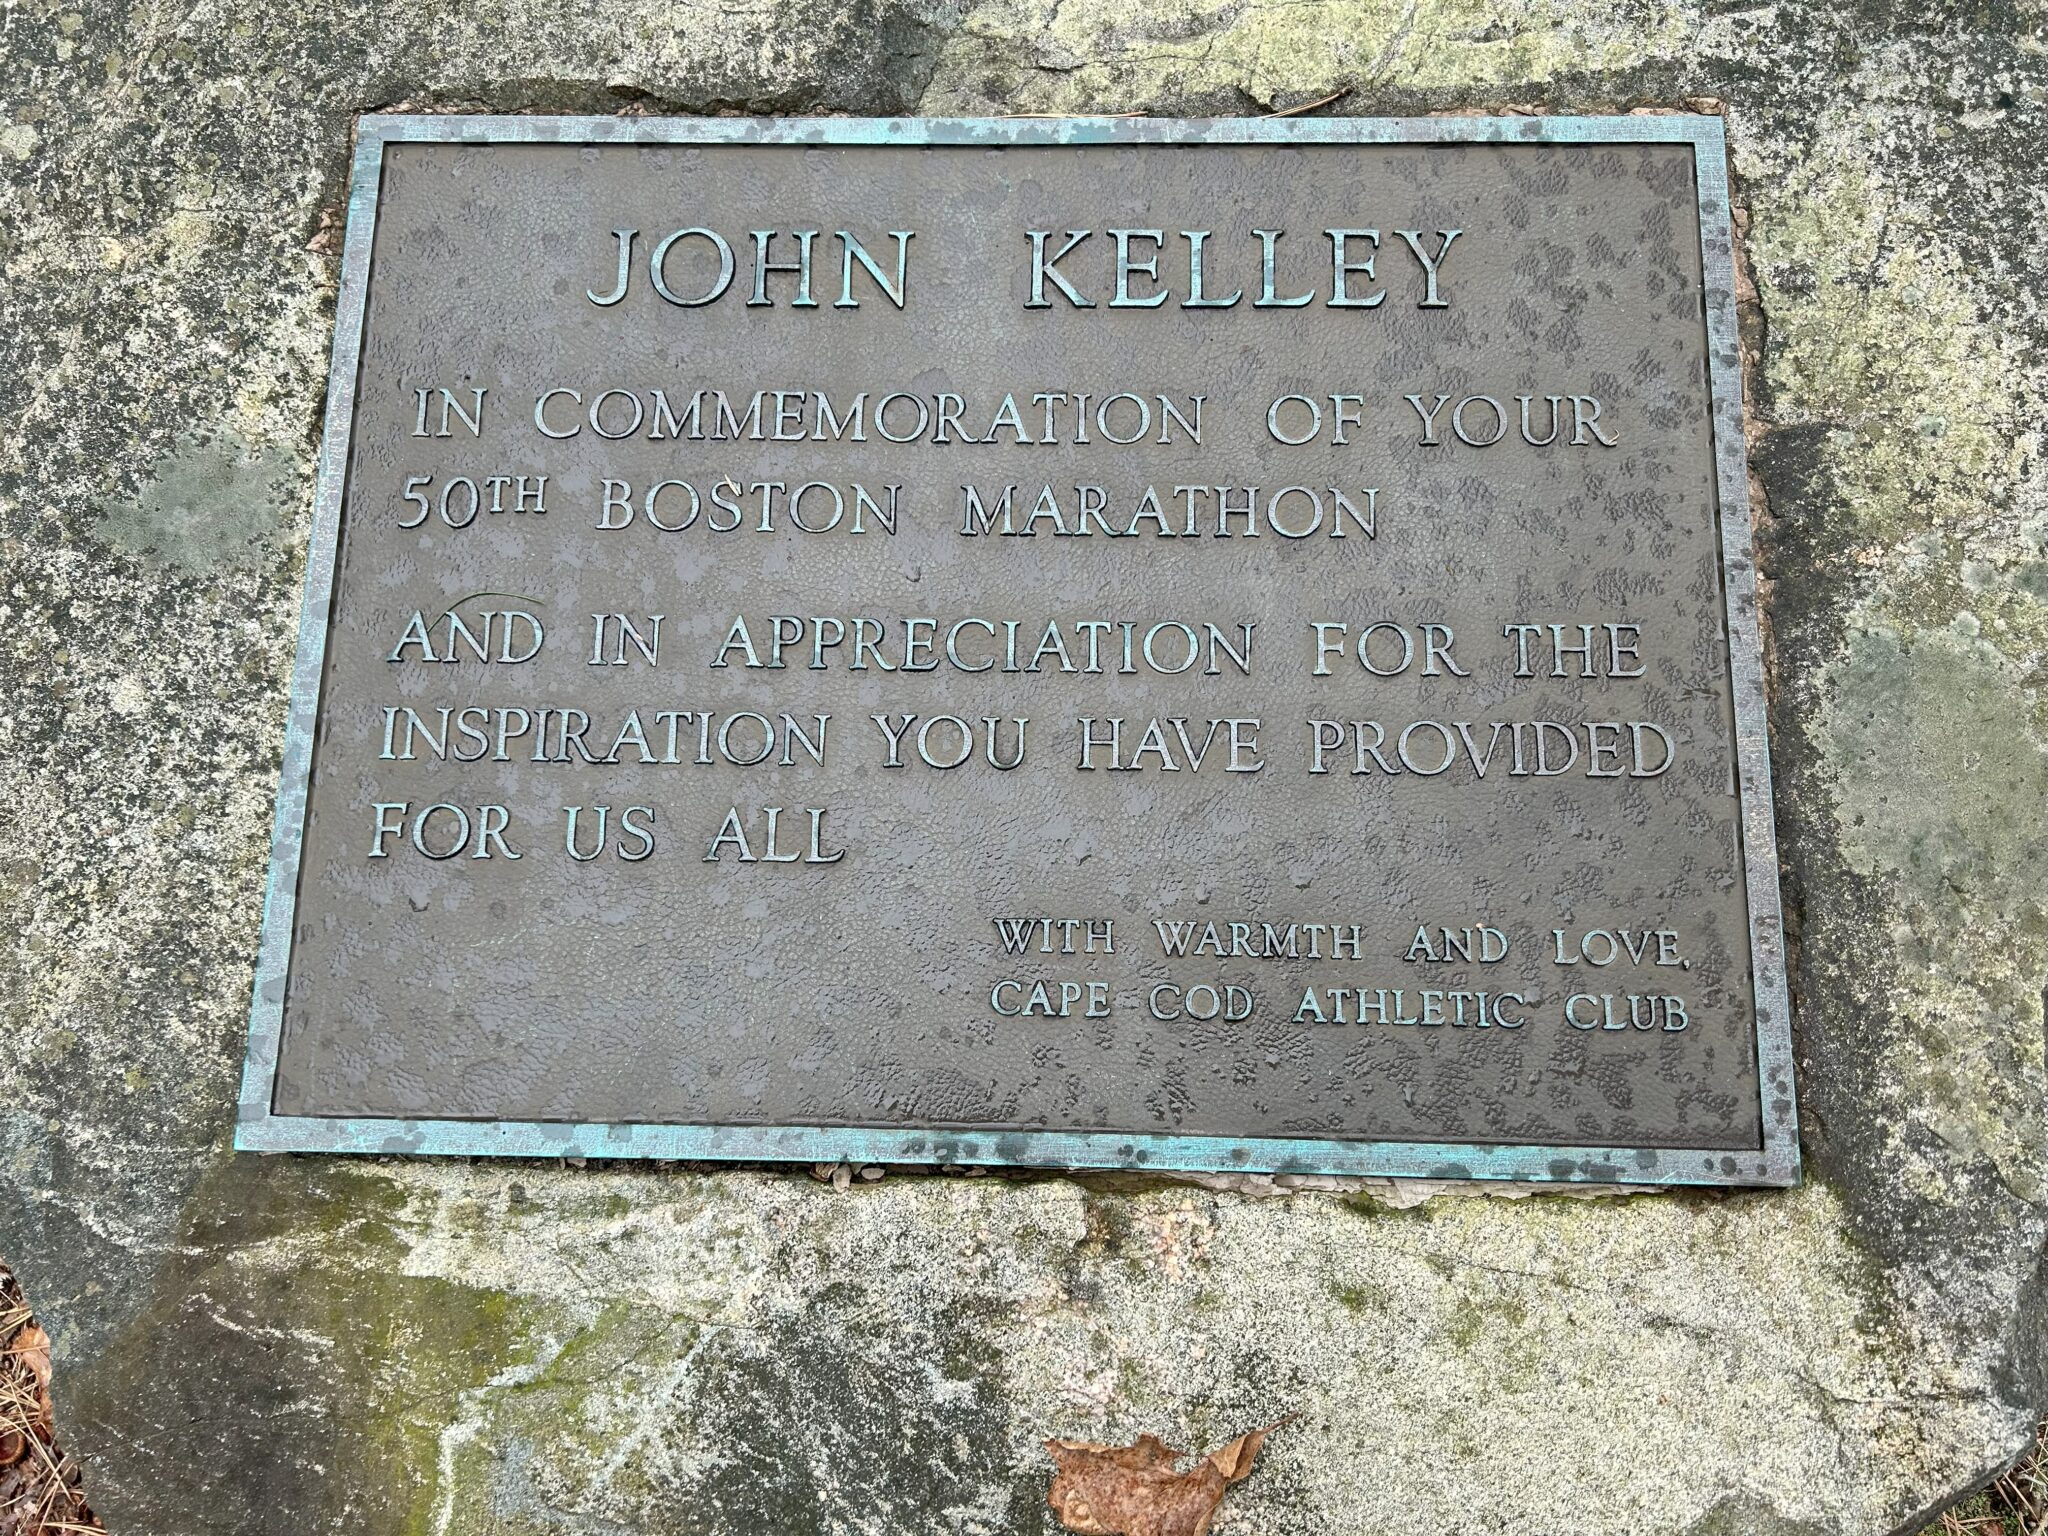 JOHN KELLEY
IN COMMEMORATION OF YOUR
50TH BOSTON MARATHON
AND IN APPRECIATION FOR THE
INSPIRATION YOU HAVE PROVIDED
FOR US ALL
WITH WARMTH AND LOVE,
CAPE COD ATHLETIC CLUB